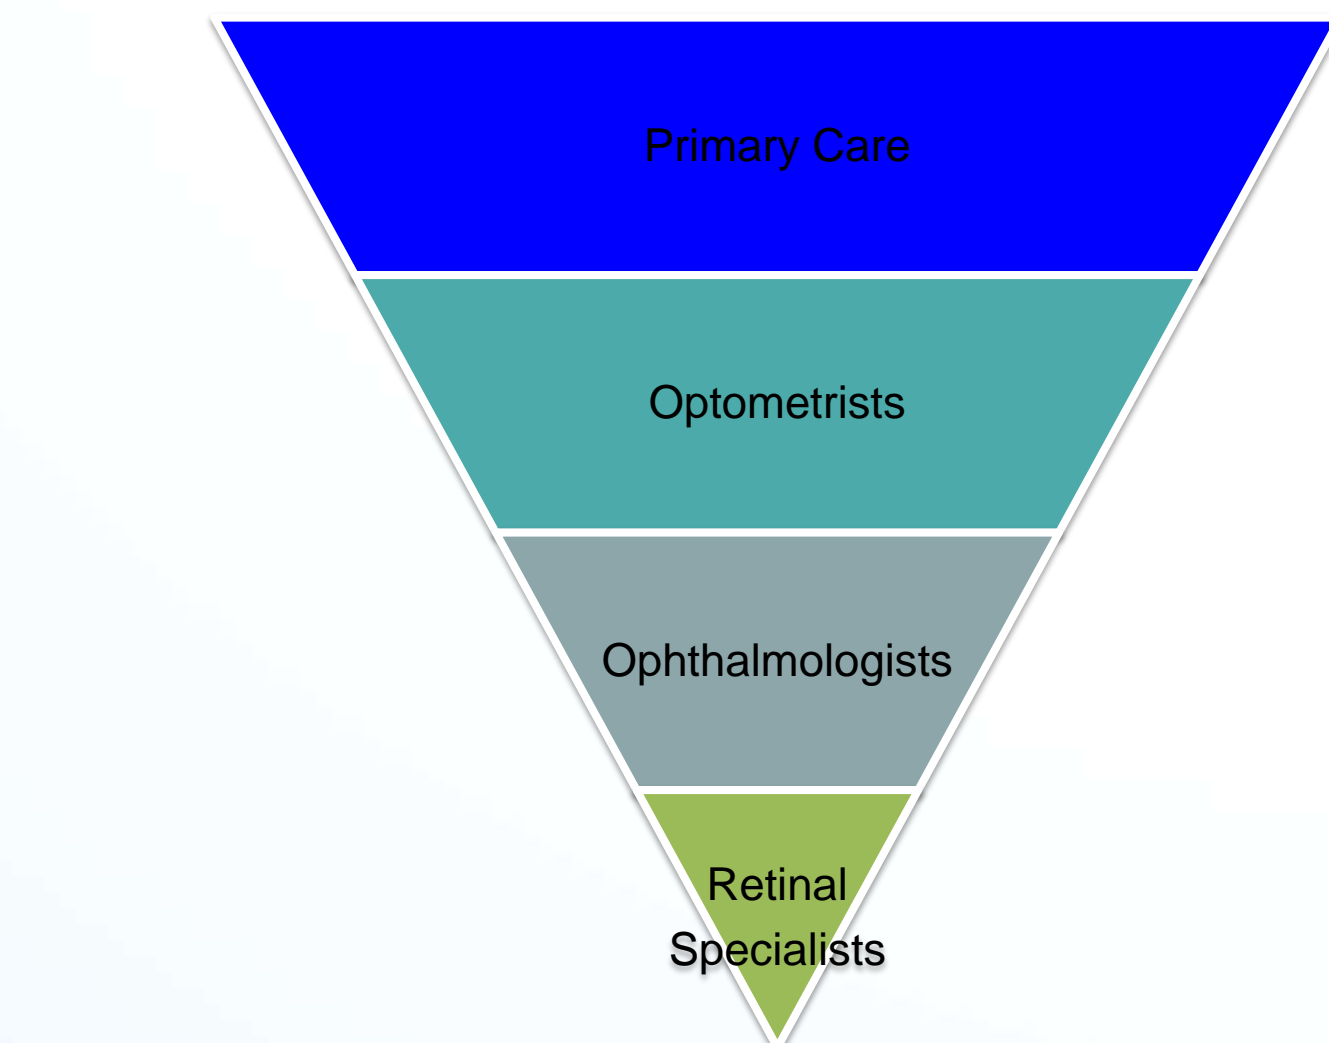 Primary Care
Optometrists
Ophthalmologists
Retinal
Specialists